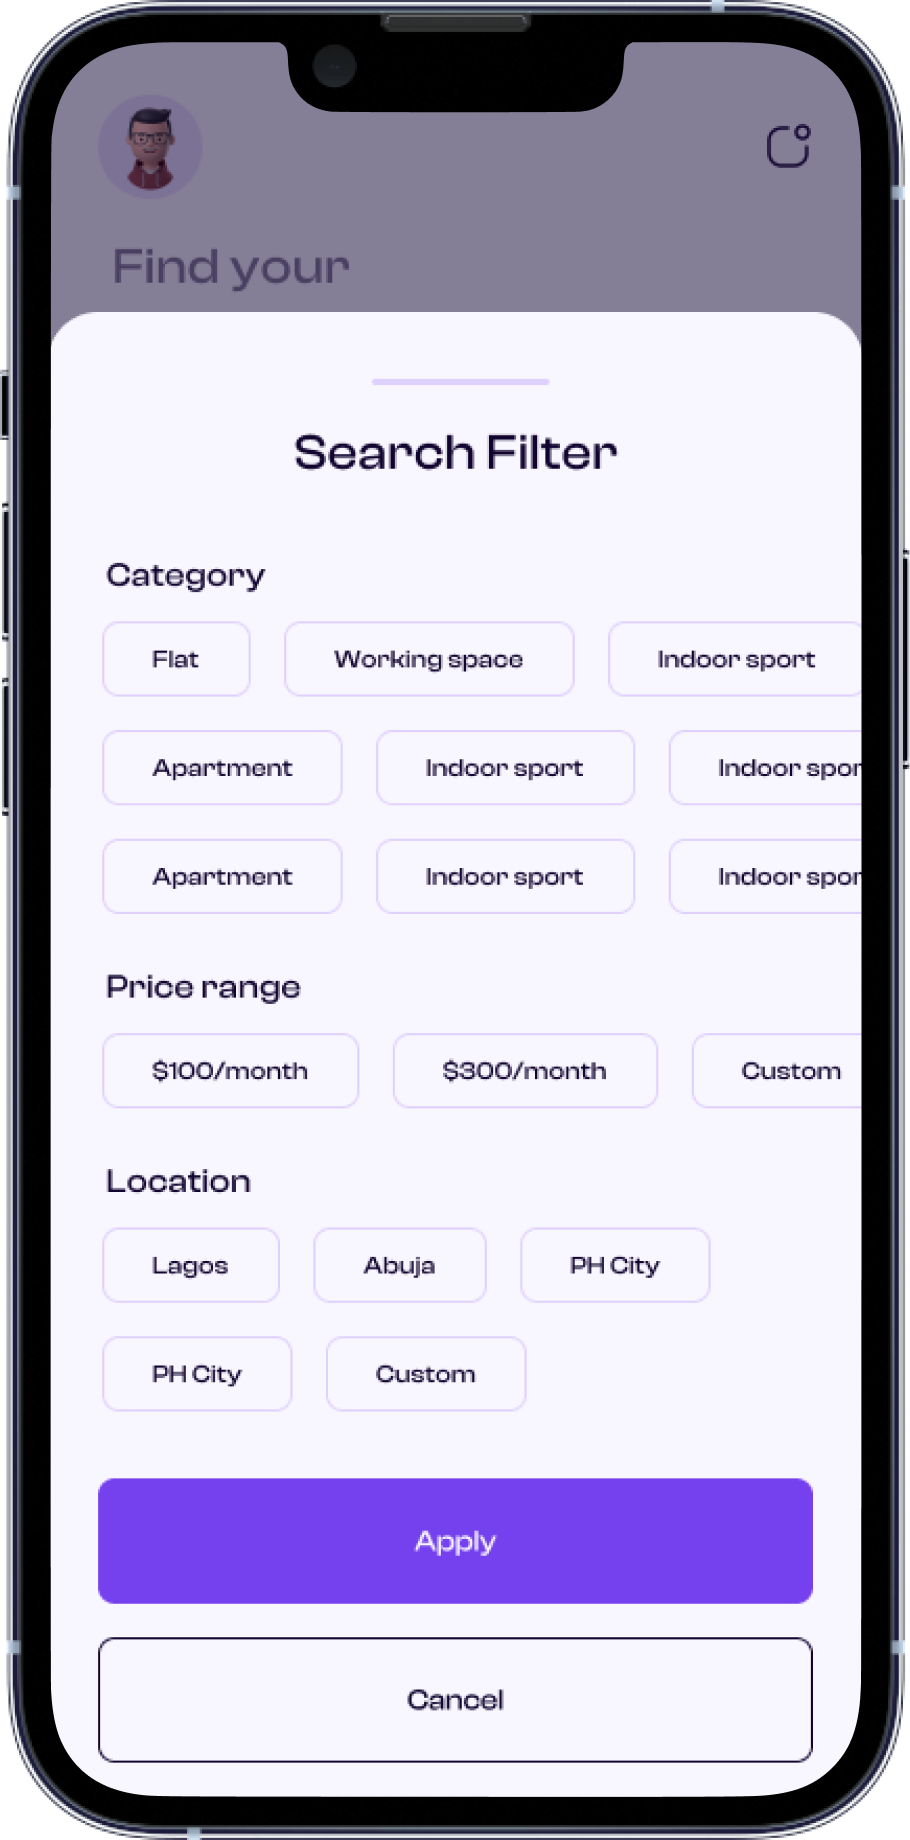 Find your
Search Filter
Category
Flat Working space Indoor sport
Apartment Indoor sport Indoor spor
Apartment Indoor sport Indoor spor
Price range
$100/month $300/month Custom
Location
Lagos Abuja PH City
PH City Custom
Apply
Cancel